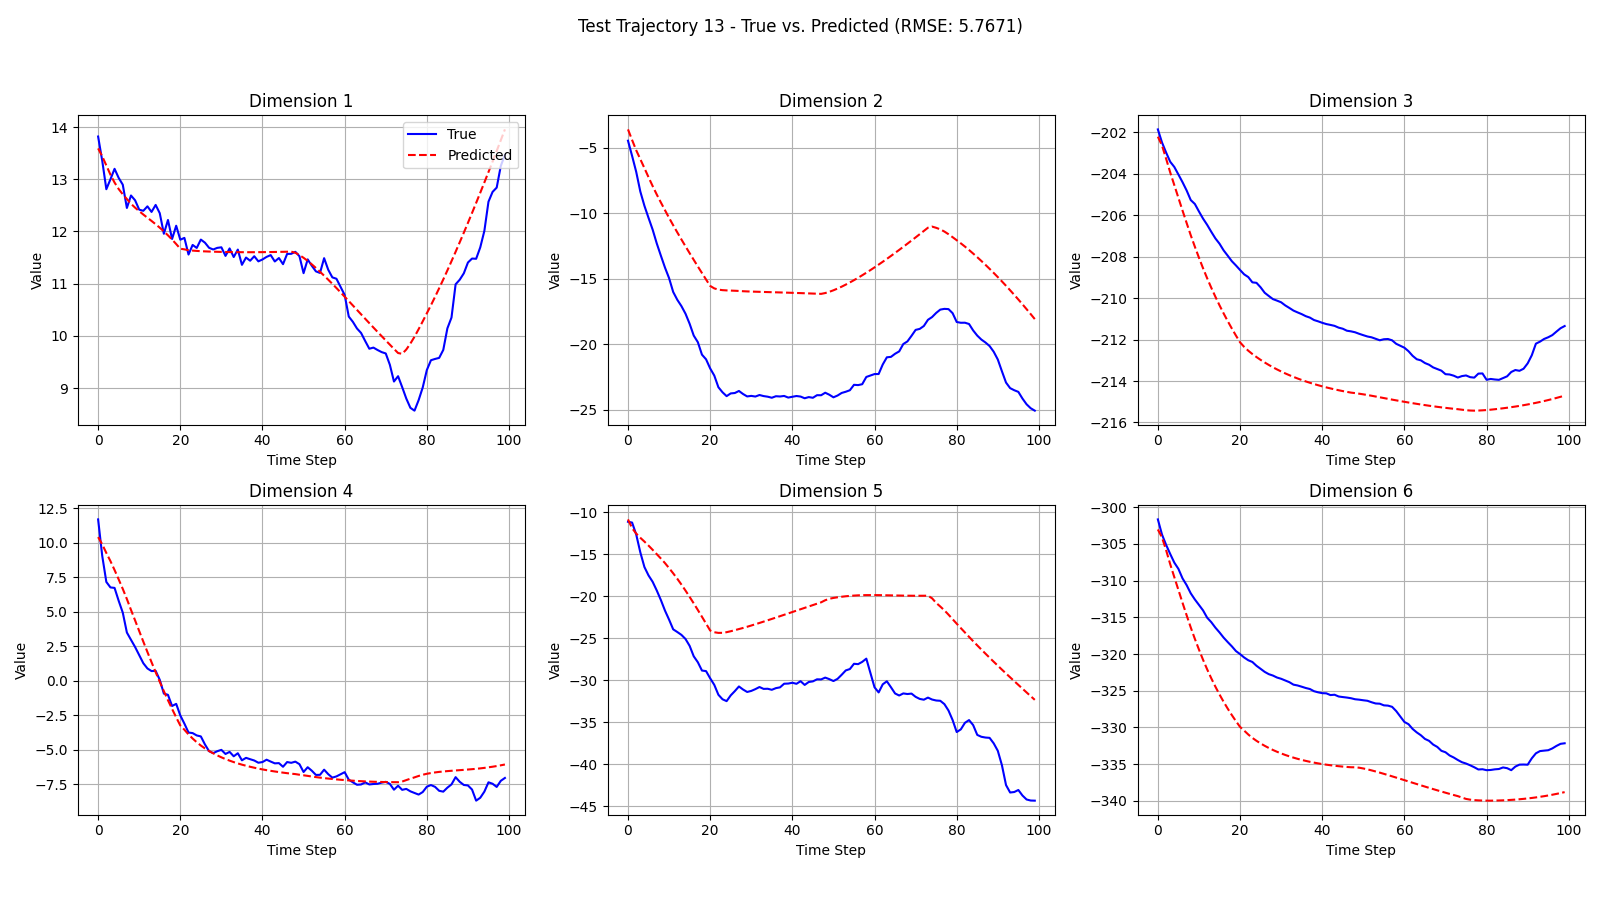 Test Trajectory 13 - True vs. Predicted (RMSE: 5.7671)
Dimension 1
14
13
12
11
10
9
Value
0 20 40 60 80 100
Time Step
True
Predicted
Dimension 2
−5
−10
−15
−20
−25
Value
0 20 40 60 80 100
Time Step
Dimension 3
−202
−204
−206
−208
−210
−212
−214
−216
Value
0 20 40 60 80 100
Time Step
Dimension 4
12.5
10.0
7.5
5.0
2.5
0.0
−2.5
−5.0
−7.5
Value
0 20 40 60 80 100
Time Step
Dimension 5
−10
−15
−20
−25
−30
−35
−40
−45
Value
0 20 40 60 80 100
Time Step
Dimension 6
−300
−305
−310
−315
−320
−325
−330
−335
−340
Value
0 20 40 60 80 100
Time Step